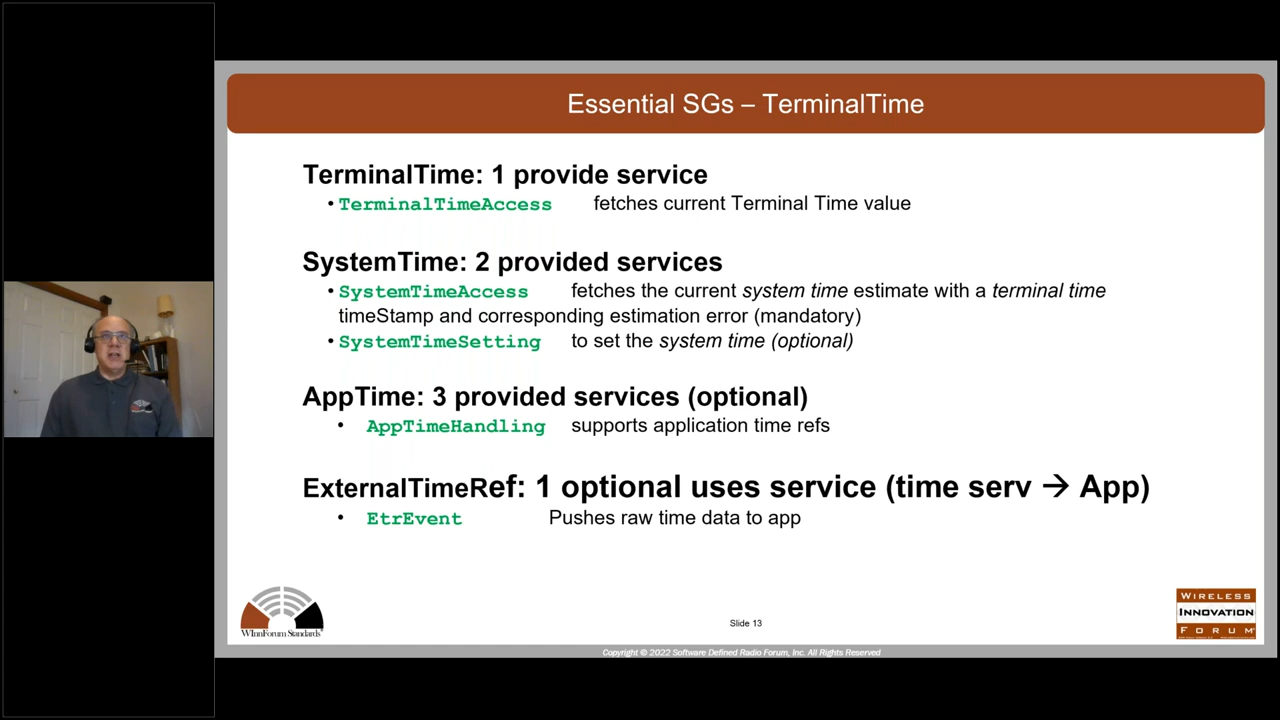 Essential SGs – TerminalTime
TerminalTime: 1 provide service
• TerminalTimeAccess fetches current Terminal Time value
SystemTime: 2 provided services
• SystemTimeAccess fetches the current system time estimate with a terminal time
timeStamp and corresponding estimation error (mandatory)
• SystemTimeSetting to set the system time (optional)
AppTime: 3 provided services (optional)
• AppTimeHandling supports application time refs
ExternalTimeRef: 1 optional uses service (time serv → App)
• EtrEvent Pushes raw time data to app
WInnForum Standards
Slide 13
WIRELESS
INNOVATION
FORUM
Copyright © 2022 Software Defined Radio Forum, Inc. All Rights Reserved